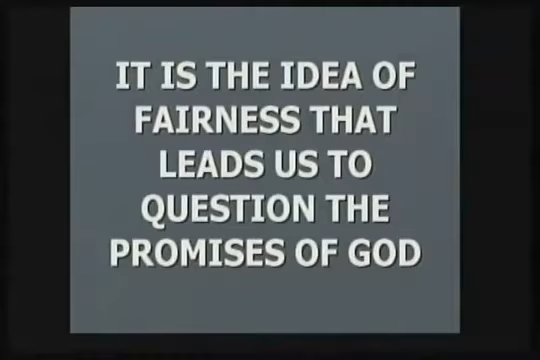 IT IS THE IDEA OF
FAIRNESS THAT
LEADS US TO
QUESTION THE
PROMISES OF GOD